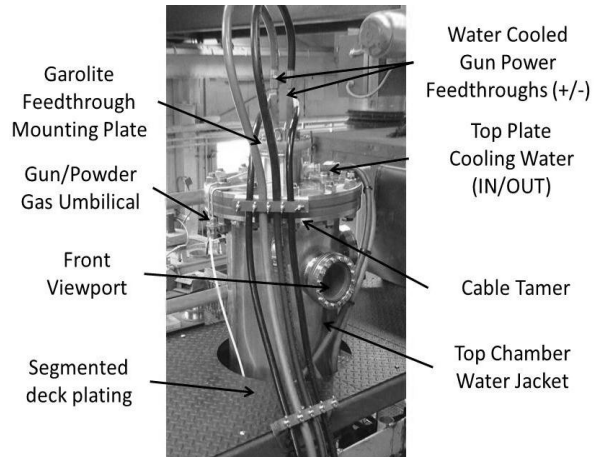 Garolite
Feedthrough
Mounting Plate
Gun/Powder
Gas Umbilical
Front
Viewport
Segmented
deck plating
Water Cooled
Gun Power
Feedthroughs (+/-)
Top Plate
Cooling Water
(IN/OUT)
Cable Tamer
Top Chamber
Water Jacket